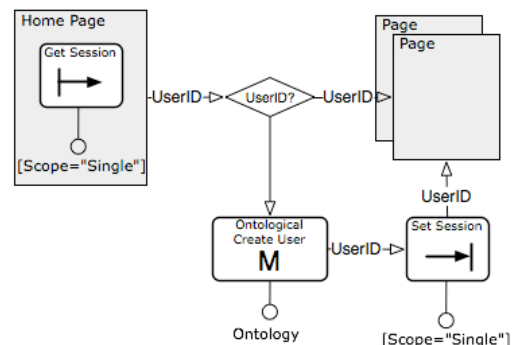 Home Page
Get Session
[Scope="Single"]
UserID
UserID?
UserID
Page
Page
UserID
Ontological
Create User
M
UserID
Set Session
Ontology
[Scope="Single"]